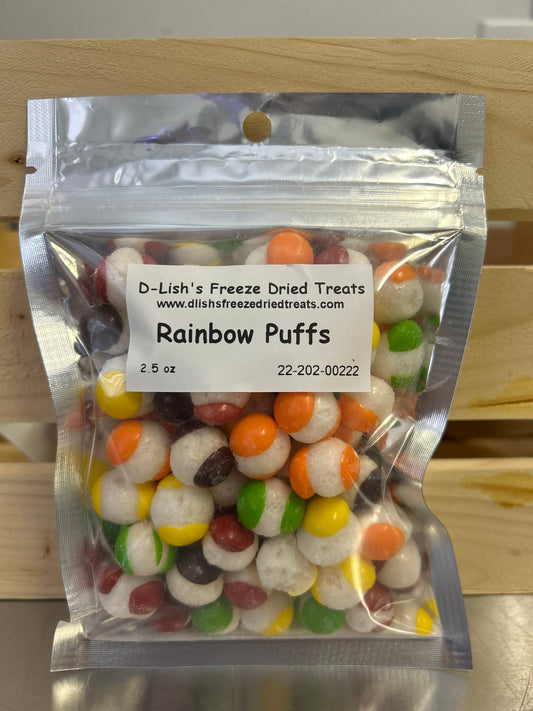 D-Lish's Freeze Dried Treats
www.dlishsfreezedriedtreats.com
Rainbow Puffs
2.5 oz 22-202-00222